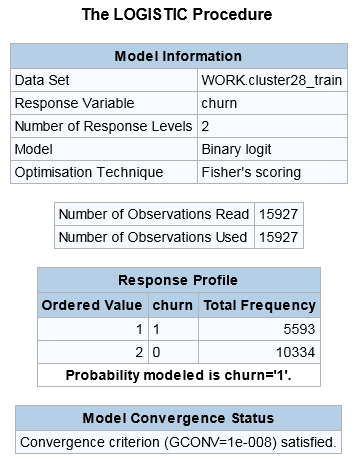 The LOGISTIC Procedure
Model Information
Data Set WORK.cluster28_train
Response Variable churn
Number of Response Levels 2
Model Binary logit
Optimisation Technique Fisher's scoring
Number of Observations Read 15927
Number of Observations Used 15927
Response Profile
Ordered Value churn Total Frequency
1 1 5593
2 0 10334
Probability modeled is churn='1'.
Model Convergence Status
Convergence criterion (GCONV=1e-008) satisfied.